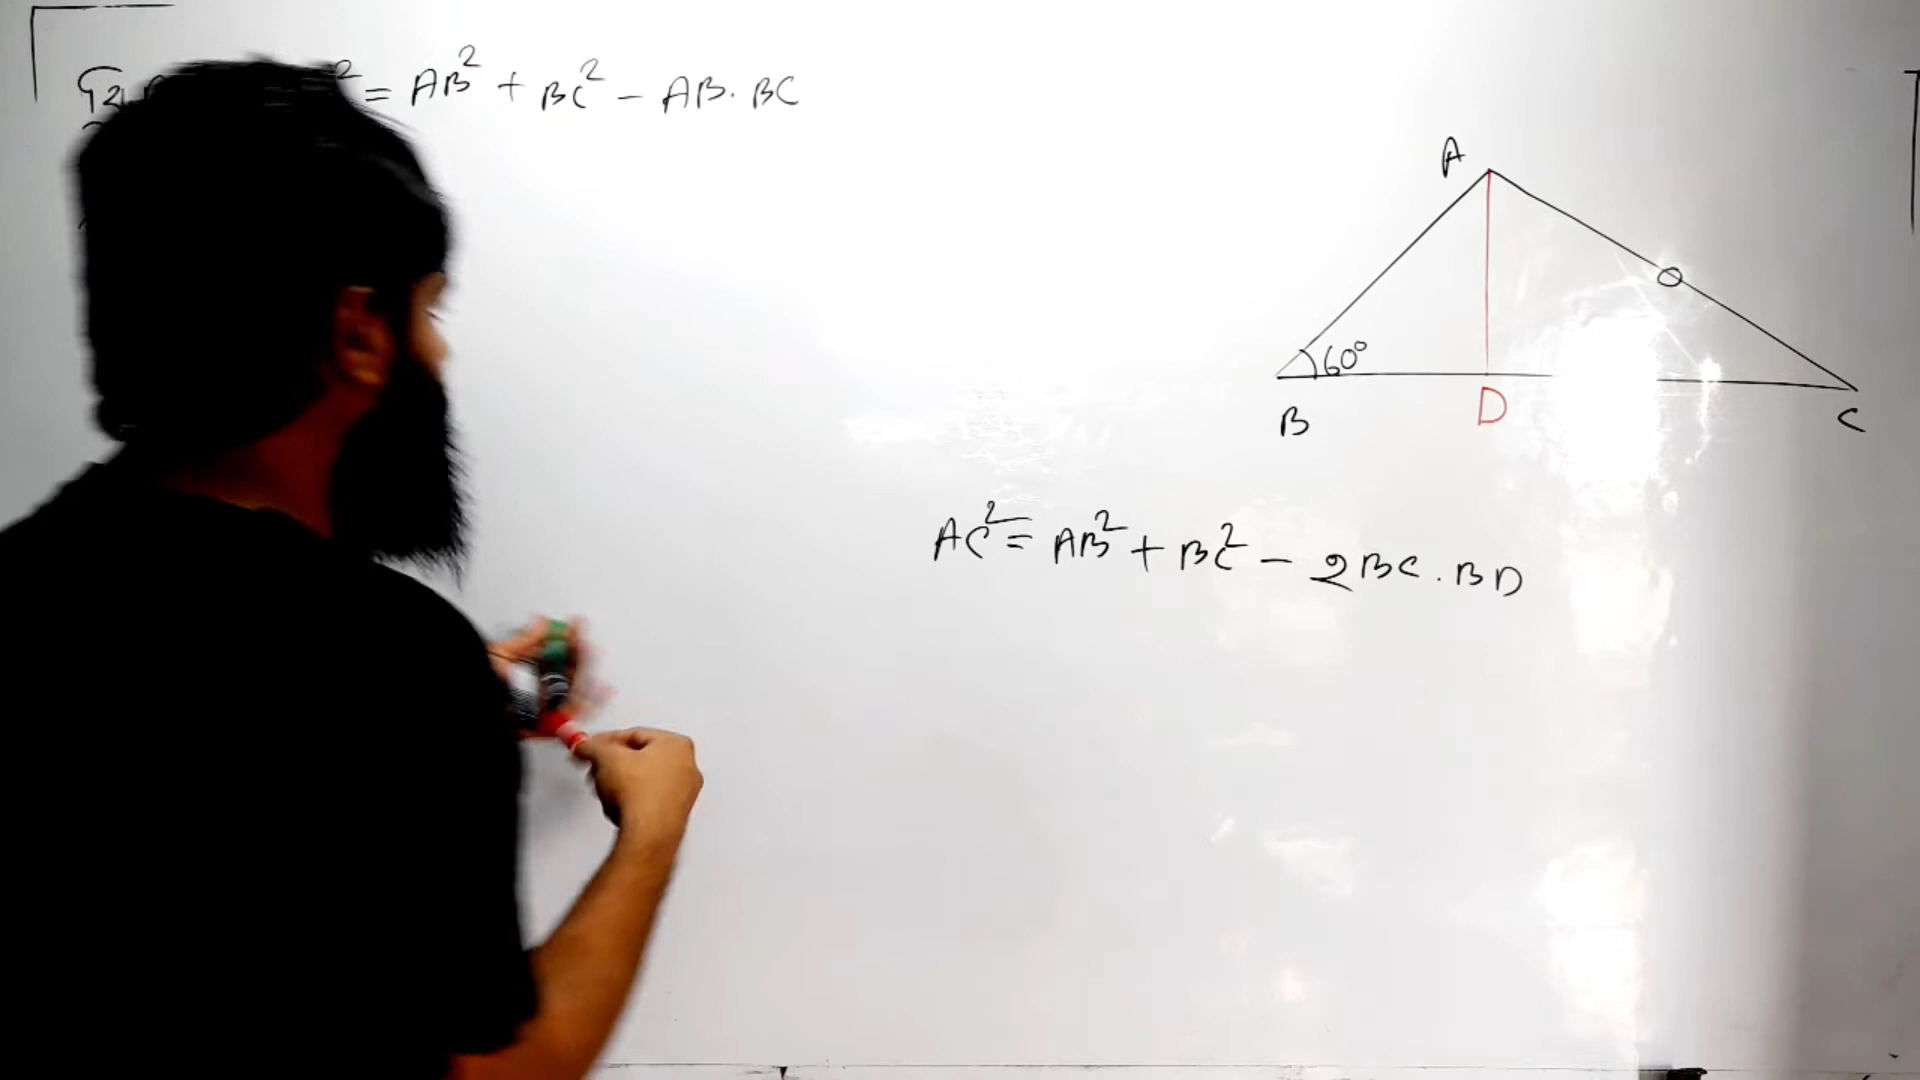 = AB² + BC² - AB. BC
A
60°
B
D
C
AC² = AB² + BC² - 2BC . BD